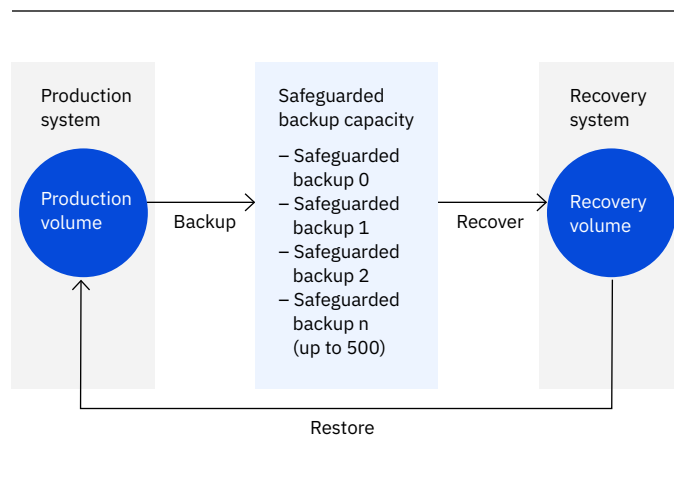 Production
system
Production
volume
Backup
Safeguarded
backup capacity
– Safeguarded
backup 0
– Safeguarded
backup 1
– Safeguarded
backup 2
– Safeguarded
backup n
(up to 500)
Recover
Recovery
system
Recovery
volume
Restore